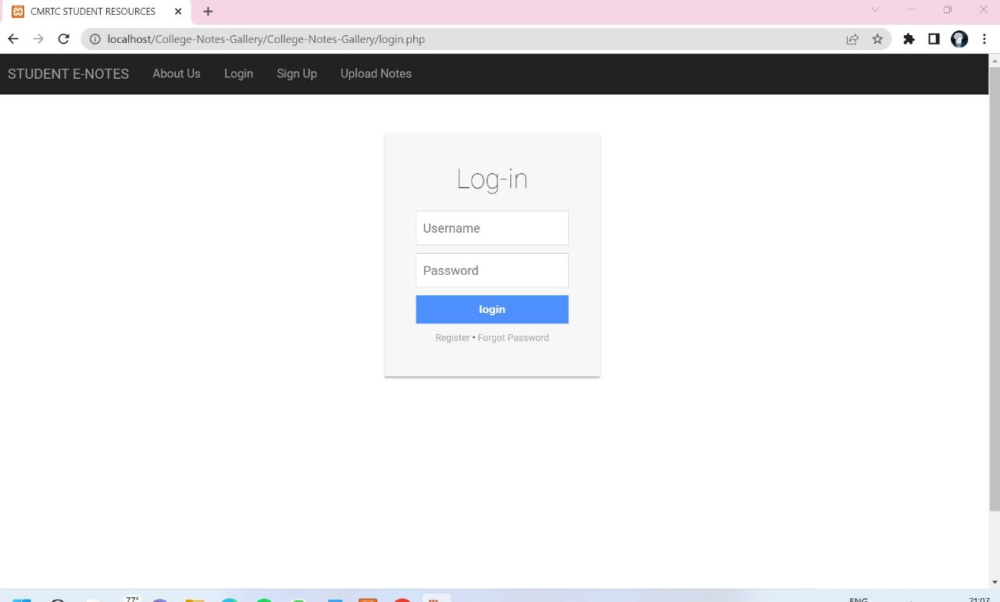 CMRTC STUDENT RESOURCES
localhost/College-Notes-Gallery/College-Notes-Gallery/login.php
STUDENT E-NOTES About Us Login Sign Up Upload Notes
Log-in
Username
Password
login
Register • Forgot Password
77°
ENG 21:07